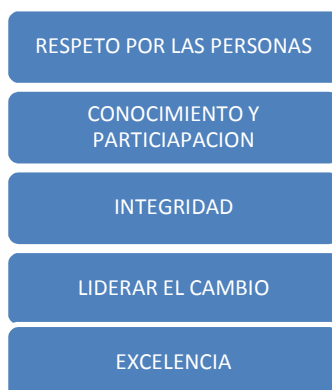 RESPETO POR LAS PERSONAS
CONOCIMIENTO Y
PARTICIAPACION
INTEGRIDAD
LIDERAR EL CAMBIO
EXCELENCIA